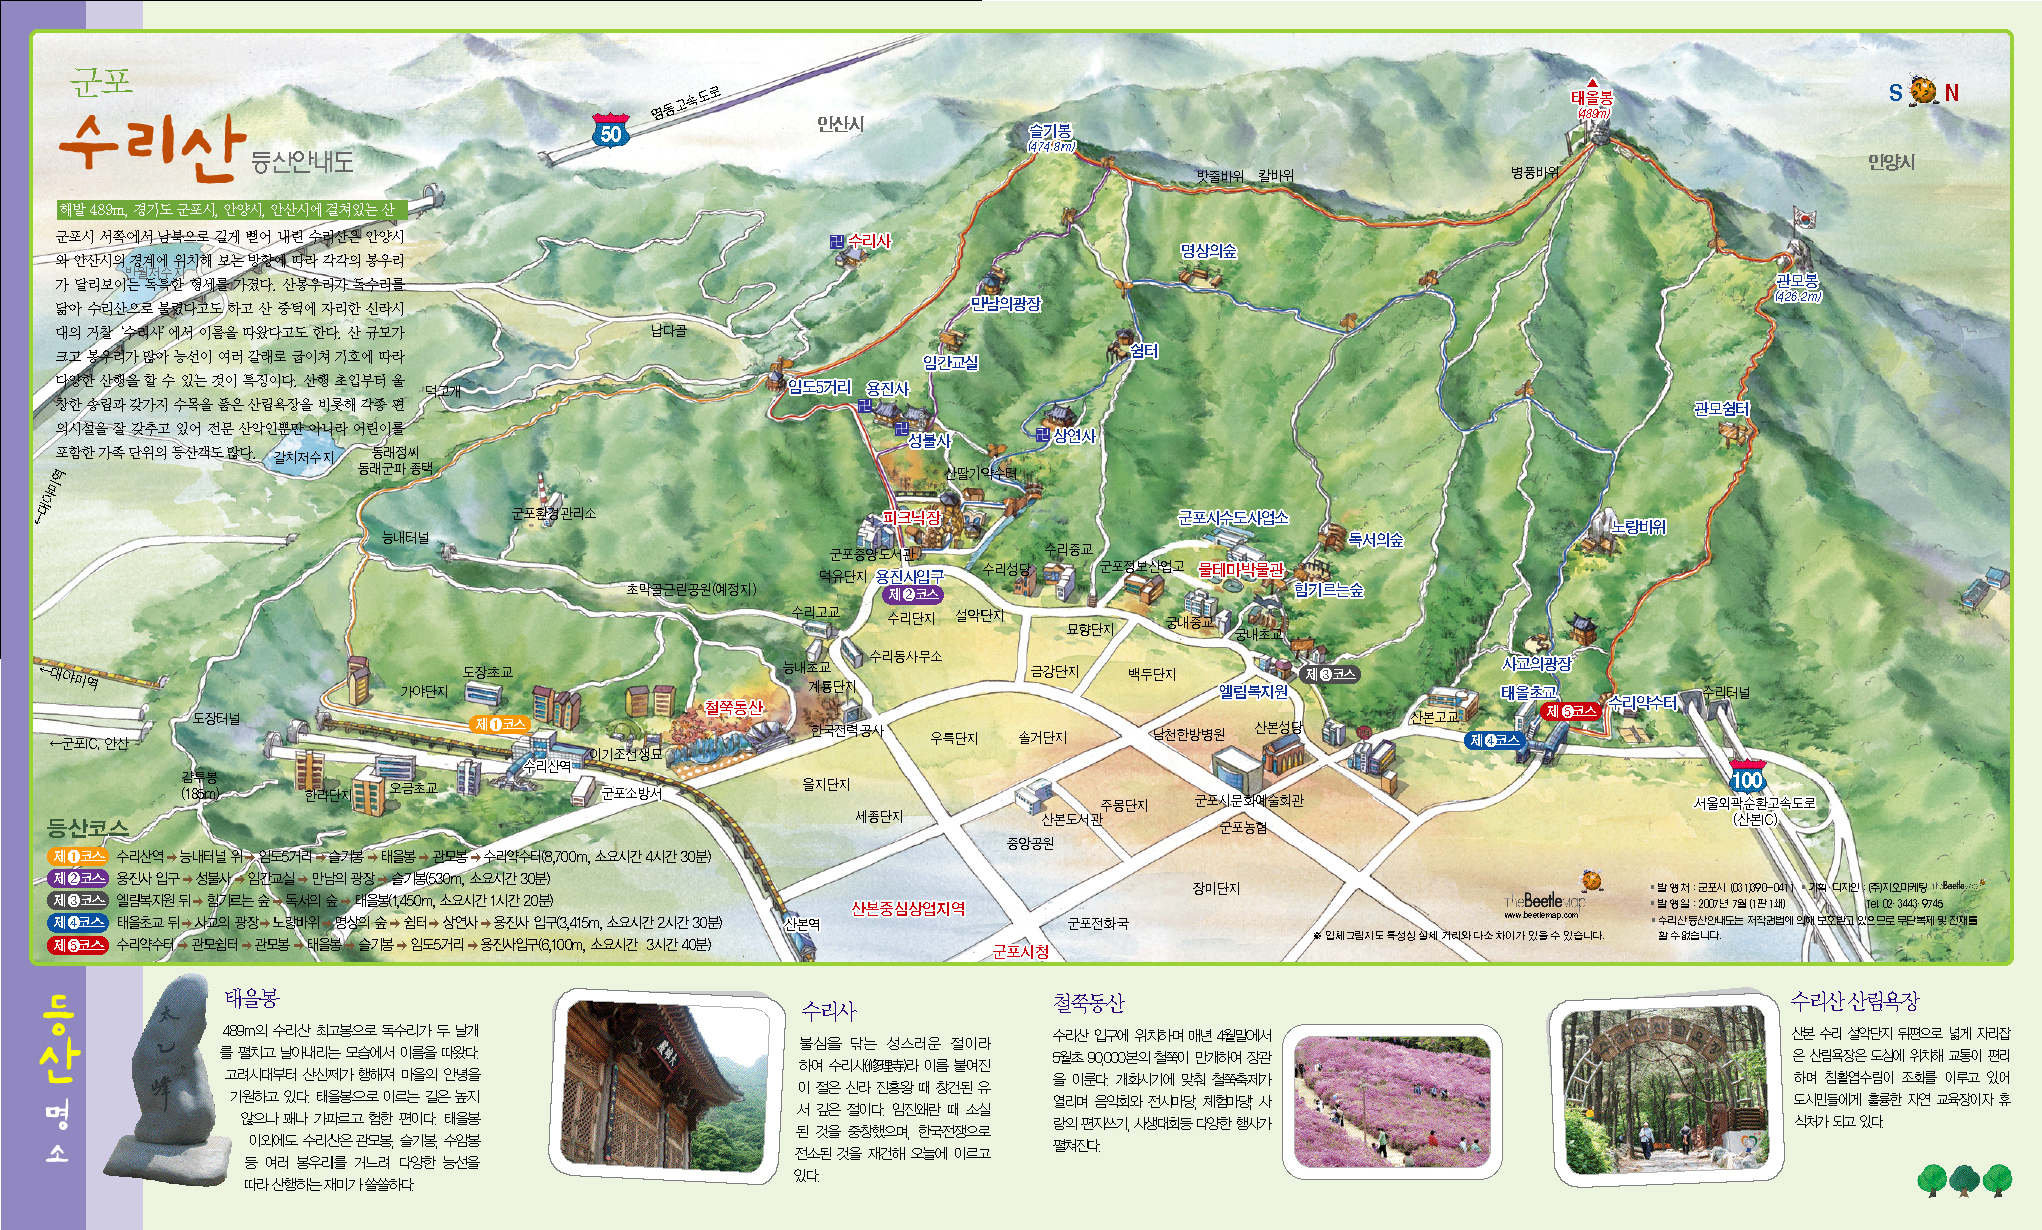 군포
수리산 등산안내도
해발 489m, 경기도 군포시, 안양시, 안산시에 걸쳐있는 산
군포시 서쪽에서 남북으로 길게 뻗어 내린 수리산은 안양시
와 안산시의 경계에 위치해 보는 방향에 따라 각각의 봉우리
가 달리보이는 독특한 형세를 가졌다. 산봉우리가 독수리를
닮아 수리산으로 불렸다고도 하고 산 중턱에 자리한 신라시
대의 거찰 '수리사'에서 이름을 따왔다고도 한다. 산 규모가
크고 봉우리가 많아 능선이 여러 갈래로 굽이쳐 기호에 따라
다양한 산행을 할 수 있는 것이 특징이다. 산행 초입부터 울
창한 송림과 갖가지 수목을 품은 산림욕장을 비롯해 각종 편
의시설을 잘 갖추고 있어 전문 산악인뿐만 아니라 어린이를
포함한 가족 단위의 등산객도 많다.
반월저수지
50
영동고속도로
안산시
슬기봉
(474.8m)
맛줄바위
칼바위
병풍바위
태을봉
(489m)
S N
안양시
관모봉
(426.2m)
수리사
명상의숲
만남의광장
납다골
임간교실
쉼터
덕고개
임도5거리
용진사
성불사
상연사
관모쉼터
갈치저수지
동래정씨
동래군파 종택
←대야미역
산딸기약수터
군포환경관리소
능내터널
피크닉장
군포시수도사업소
독서의숲
노랑바위
군포중앙도서관
덕유단지
용진사입구
제2코스
수리성당
수리중교
군포정보산업고
물테마박물관
힘기르는숲
초막골근린공원(예정지)
수리고교
수리단지
설악단지
묘향단지
궁내중교
궁내초교
←대야미역
도장초교
가야단지
능내초교
계룡단지
수리동사무소
금강단지
백두단지
엘림복지원
제3코스
사교의광장
태을초교
제5코스
수리약수터
수리터널
도장터널
제1코스
철쭉동산
한국전력공사
우륵단지
솔거단지
남천한방병원
산본성당
산본고교
제4코스
←군포IC, 안산
이기조선생묘
수리산역
감투봉
(185m)
한라단지
오금초교
군포소방서
을지단지
세종단지
산본도서관
주몽단지
군포시문화예술회관
군포농협
중앙공원
100
서울외곽순환고속도로
(산본IC)
장미단지
산본중심상업지역
산본역
군포전화국
군포시청
등산코스
제1코스 수리산역→능내터널 위→임도5거리→슬기봉→태을봉→관모봉→수리약수터(8,700m, 소요시간 4시간 30분)
제2코스 용진사 입구→성불사→임간교실→만남의 광장→슬기봉(530m, 소요시간 30분)
제3코스 엘림복지원 뒤→힘기르는 숲→독서의 숲→태을봉(1,450m, 소요시간 1시간 20분)
제4코스 태을초교 뒤→사교의 광장→노랑바위→명상의 숲→쉼터→상연사→용진사 입구(3,415m, 소요시간 2시간 30분)
제5코스 수리약수터→관모쉼터→관모봉→태을봉→슬기봉→임도5거리→용진사입구(6,100m, 소요시간 3시간 40분)
※ 입체그림지도 특성상 실제 거리와 다소 차이가 있을 수 있습니다.
theBeetleMap
www.beetlemap.com
▪발 행 처 : 군포시 (031)390-0411 ▪기획·디자인 : (주)지오마케팅 theBeetleMap
▪발 행 일 : 2007년 7월 (1판 1쇄) Tel. 02·3443·9745
▪수리산등산안내도는 저작권법에 의해 보호받고 있으므로 무단복제 및 전재를
할 수 없습니다.
등산 명소
太乙峰
태을봉
489m의 수리산 최고봉으로 독수리가 두 날개
를 펼치고 날아내리는 모습에서 이름을 따왔다.
고려시대부터 산신제가 행해져 마을의 안녕을
기원하고 있다. 태을봉으로 이르는 길은 높지
않으나 꽤나 가파르고 험한 편이다. 태을봉
이외에도 수리산은 관모봉, 슬기봉, 수암봉
등 여러 봉우리를 거느려 다양한 능선을
따라 산행하는 재미가 쏠쏠하다.
수리사
불심을 닦는 성스러운 절이라
하여 수리사(修理寺)라 이름 붙여진
이 절은 신라 진흥왕 때 창건된 유
서 깊은 절이다. 임진왜란 때 소실
된 것을 중창했으며, 한국전쟁으로
전소된 것을 재건해 오늘에 이르고
있다.
철쭉동산
수리산 입구에 위치하며 매년 4월말에서
5월초 90,000본의 철쭉이 만개하여 장관
을 이룬다. 개화시기에 맞춰 철쭉축제가
열리며 음악회와 전시마당, 체험마당, 사
랑의 편지쓰기, 사생대회등 다양한 행사가
펼쳐진다.
수리산 산림욕장
산본 수리 설악단지 뒤편으로 넓게 자리잡
은 산림욕장은 도심에 위치해 교통이 편리
하며 침활엽수림이 조화를 이루고 있어
도시민들에게 훌륭한 자연 교육장이자 휴
식처가 되고 있다.